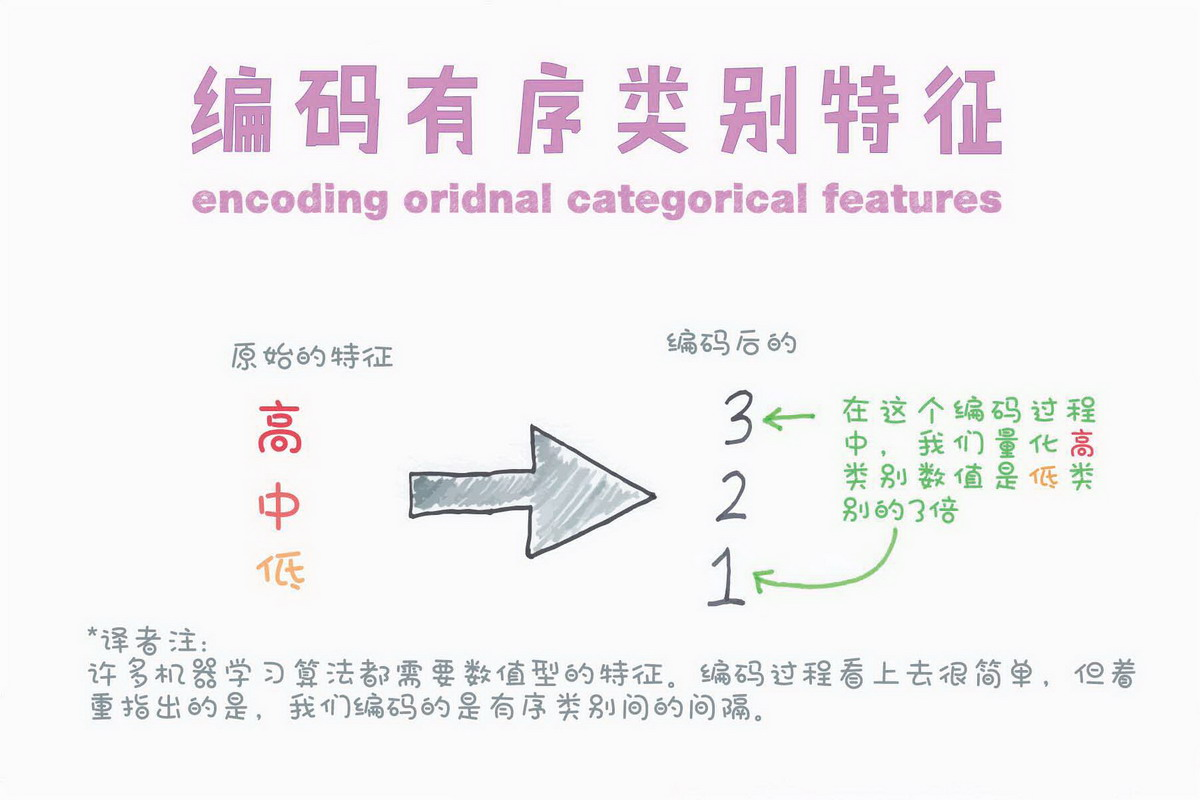 编码有序类别特征
encoding oridnal categorical features
原始的特征
高
中
低
编码后的
3
2
1
在这个编码过程
中，我们量化高
类别数值是低类
别的3倍
*译者注:
许多机器学习算法都需要数值型的特征。编码过程看上去很简单，但着
重指出的是，我们编码的是有序类别间的间隔。